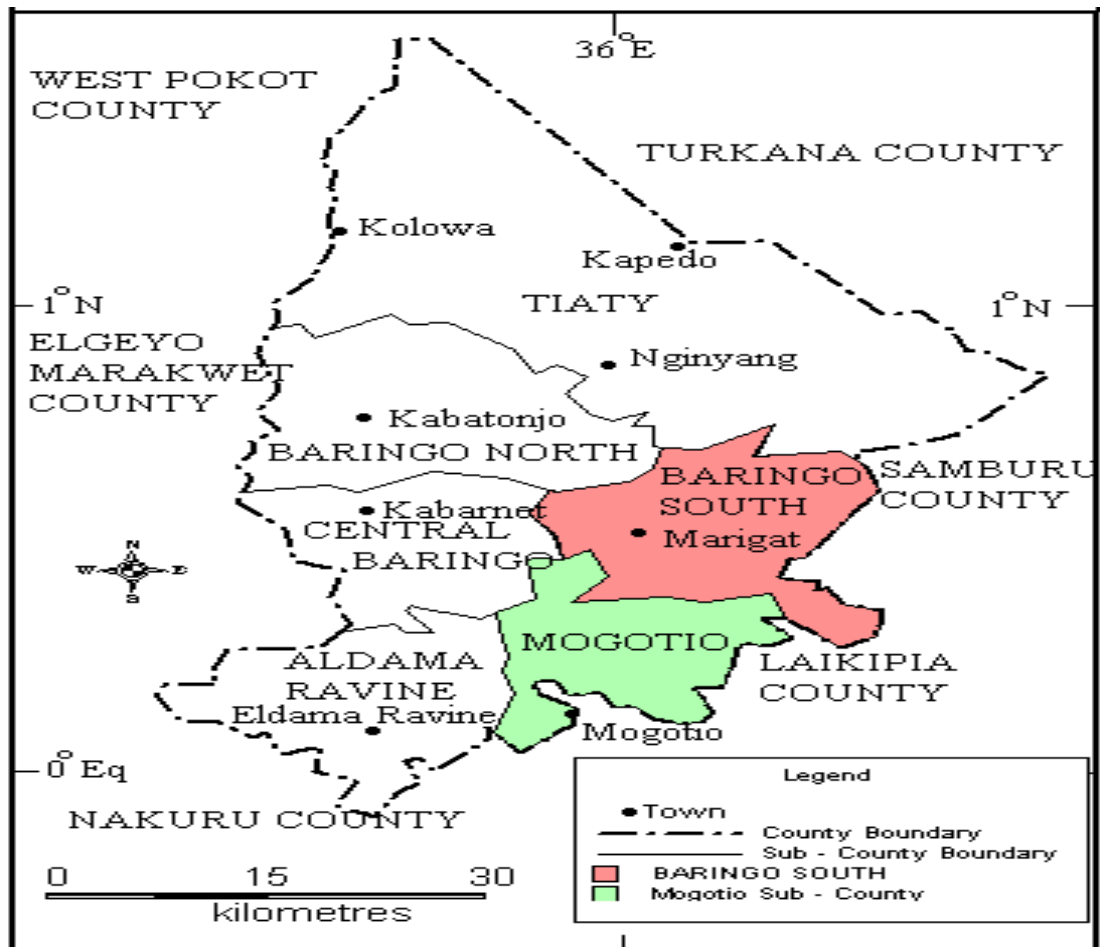 36°E
WEST POKOT
COUNTY
TURKANA COUNTY
Kolowa
Kapedo
TIATY
1°N
1°N
ELGEYO
MARAKWET
COUNTY
Nginyang
Kabatonjo
BARINGO NORTH
BARINGO
SOUTH
SAMBURU
COUNTY
Kabarnet
CENTRAL
BARINGO
Marigat
N
W
E
S
MOGOTIO
ALDAMA
RAVINE
LAIKIPIA
COUNTY
Eldama Ravine
Mogotio
0°Eq
NAKURU COUNTY
Legend
Town
County Boundary
Sub - County Boundary
BARINGO SOUTH
Mogotio Sub - County
0 15 30
kilometres